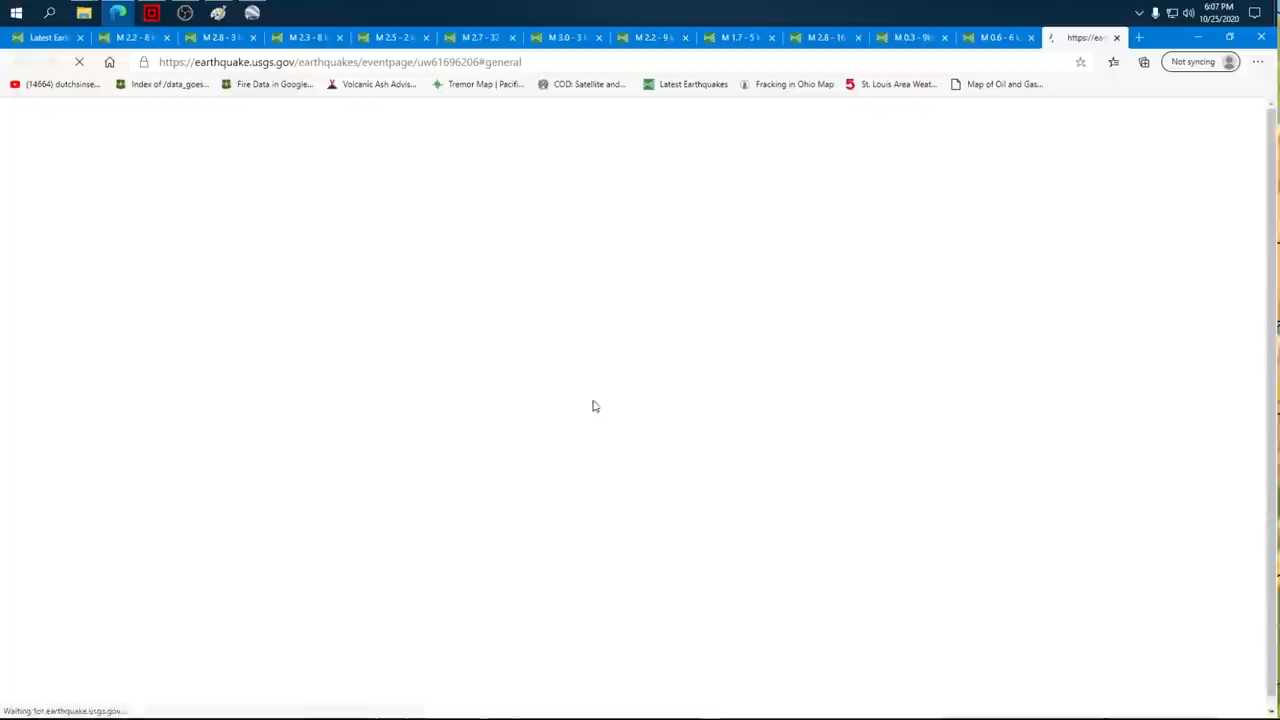 6:07 PM
10/25/2020
Latest Eart M 2.2 - 8 k M 2.8 - 3 M 2.3 - 8 k M 2.5 - 2 k M 2.7 - 32 M 3.0 - 3 k M 2.2 - 9 k M 1.7 - 5 k M 2.8 - 16 M 0.3 - 9k M 0.6 - 6 k https://ear
https://earthquake.usgs.gov/earthquakes/eventpage/uw61696206#general Not syncing
(14664) dutchsinse... Index of /data_goes... Fire Data in Google... Volcanic Ash Advis... Tremor Map | Pacifi... COD: Satellite and... Latest Earthquakes Fracking in Ohio Map St. Louis Area Weat... Map of Oil and Gas...
Waiting for earthquake.usgs.gov...